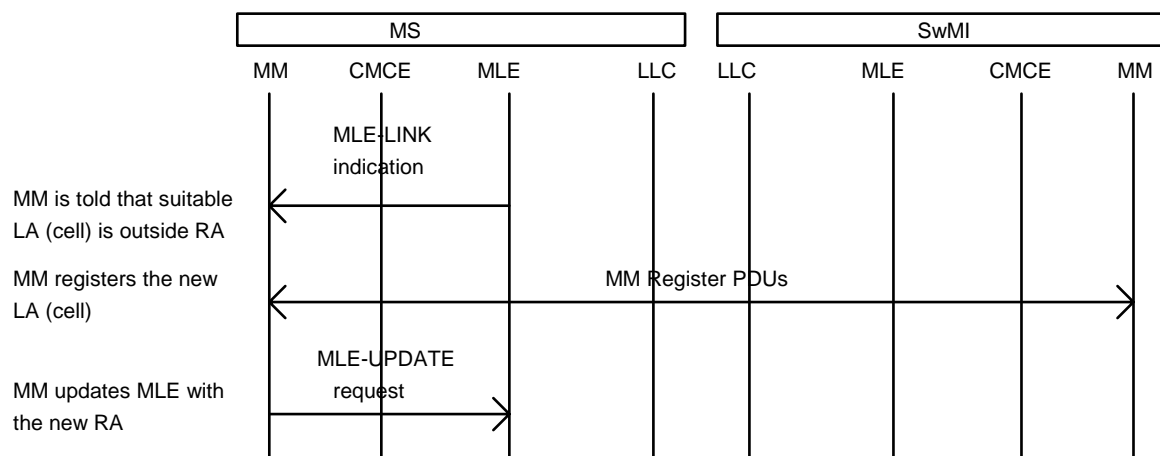 MS
SwMI
MM
CMCE
MLE
LLC
LLC
MLE
CMCE
MM
MLE-LINK
indication
MM is told that suitable
LA (cell) is outside RA
MM registers the new
LA (cell)
MM Register PDUs
MLE-UPDATE
request
MM updates MLE with
the new RA